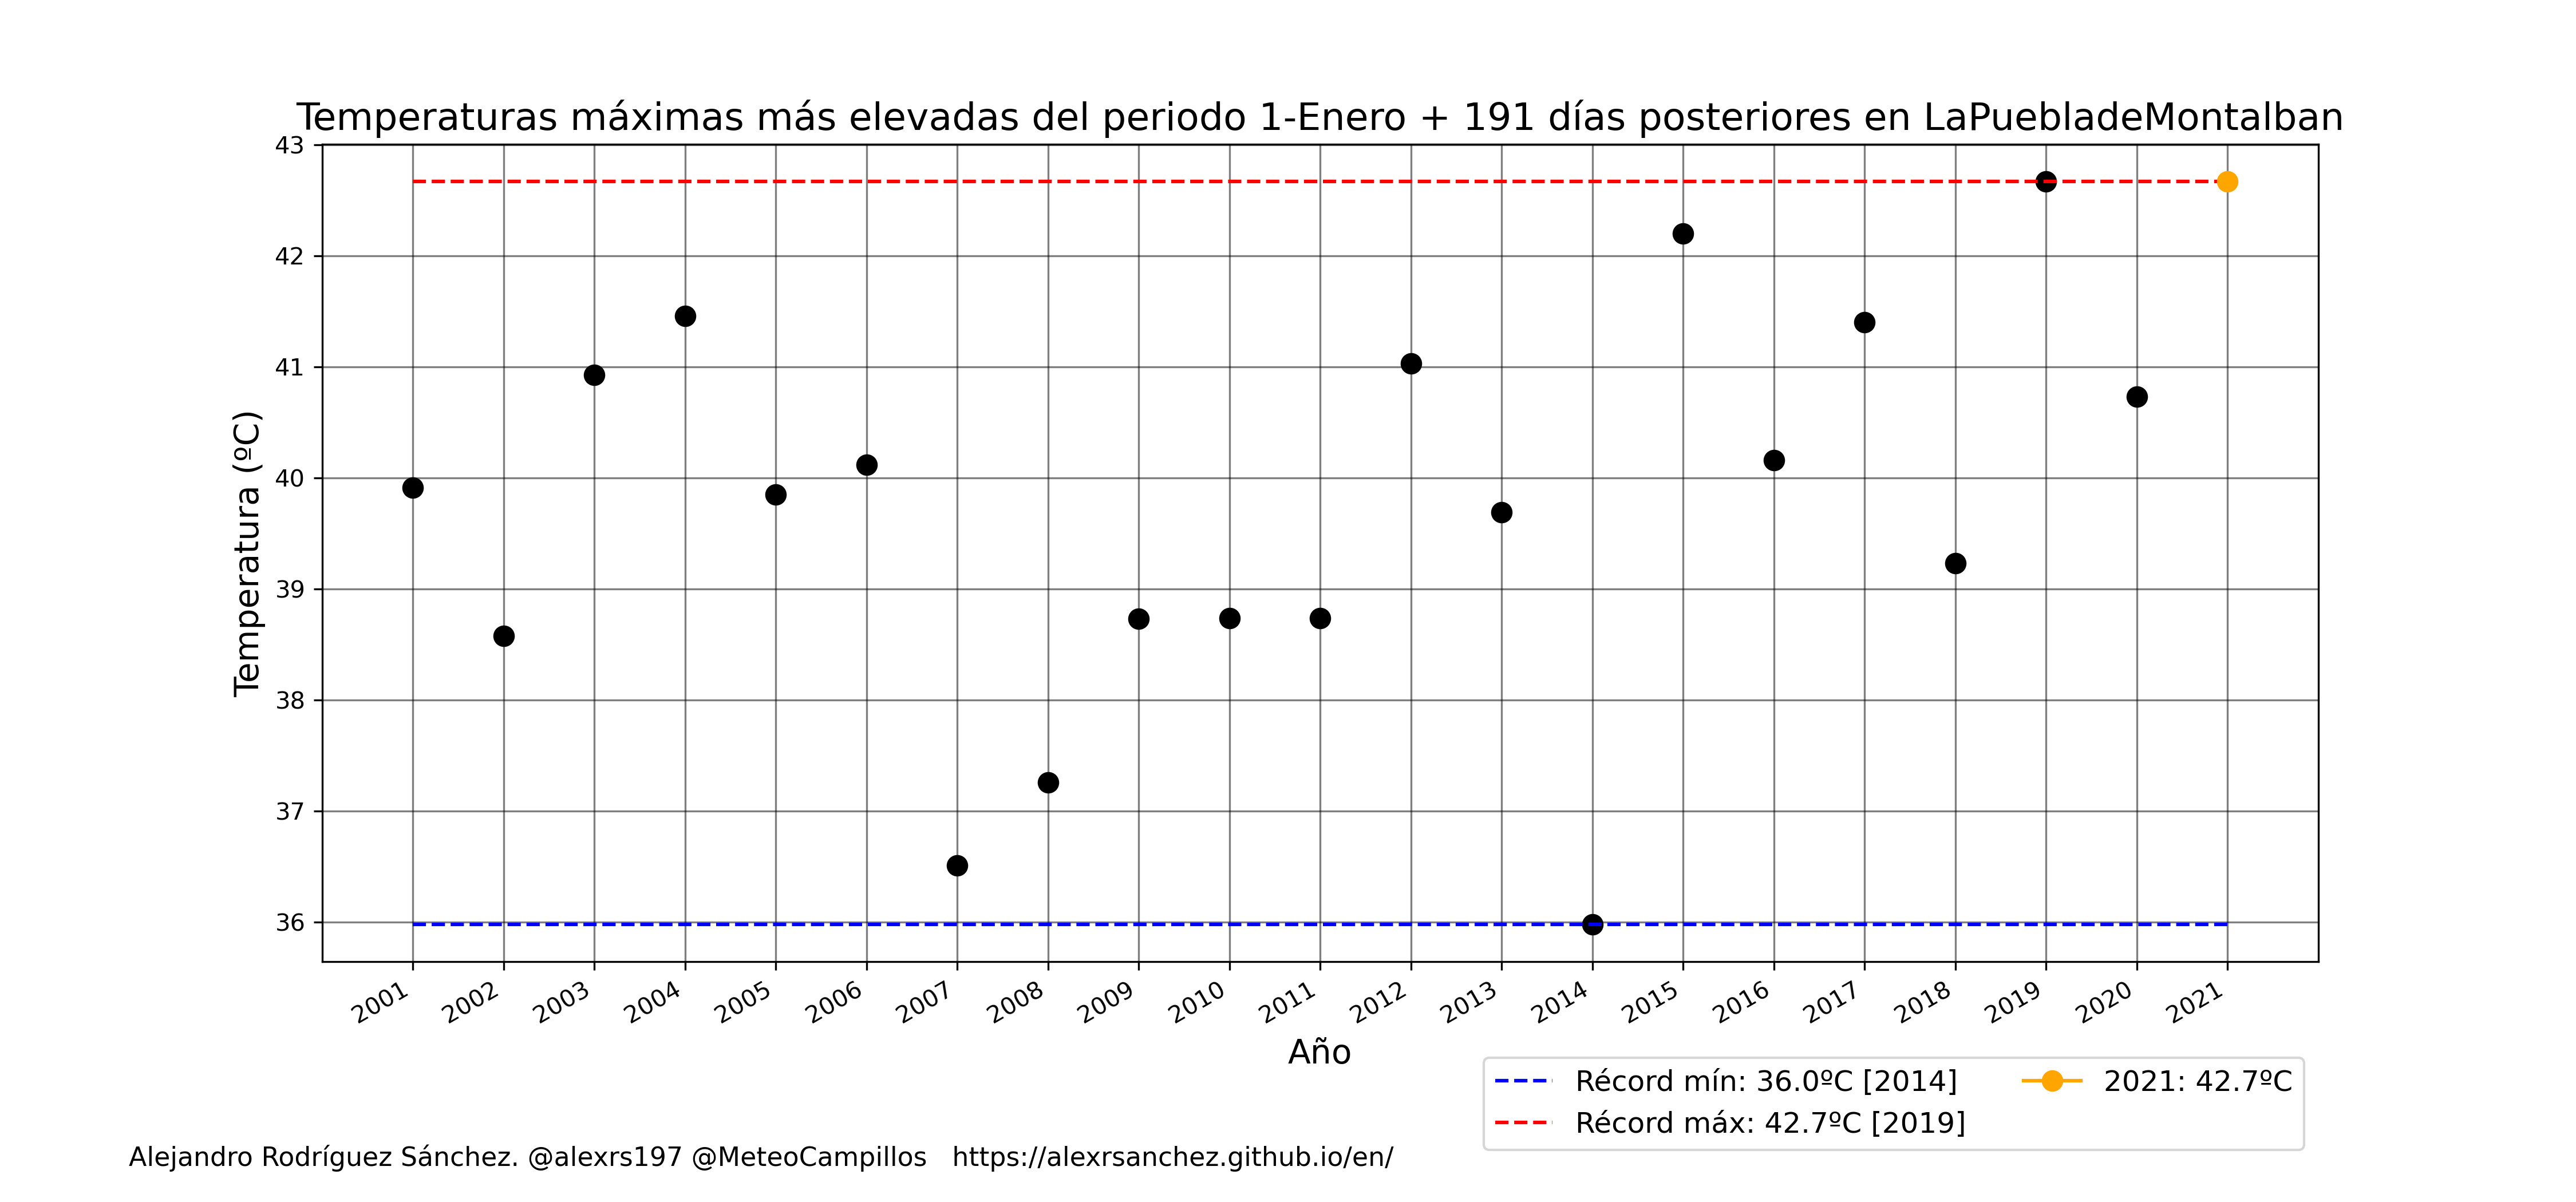 Temperaturas máximas más elevadas del periodo 1-Enero + 191 días posteriores en LaPuebladeMontalban
Temperatura (ºC)
43
42
41
40
39
38
37
36
2001 2002 2003 2004 2005 2006 2007 2008 2009 2010 2011 2012 2013 2014 2015 2016 2017 2018 2019 2020 2021
Año
Récord mín: 36.0ºC [2014]
Récord máx: 42.7ºC [2019]
2021: 42.7ºC
Alejandro Rodríguez Sánchez. @alexrs197 @MeteoCampillos https://alexrsanchez.github.io/en/